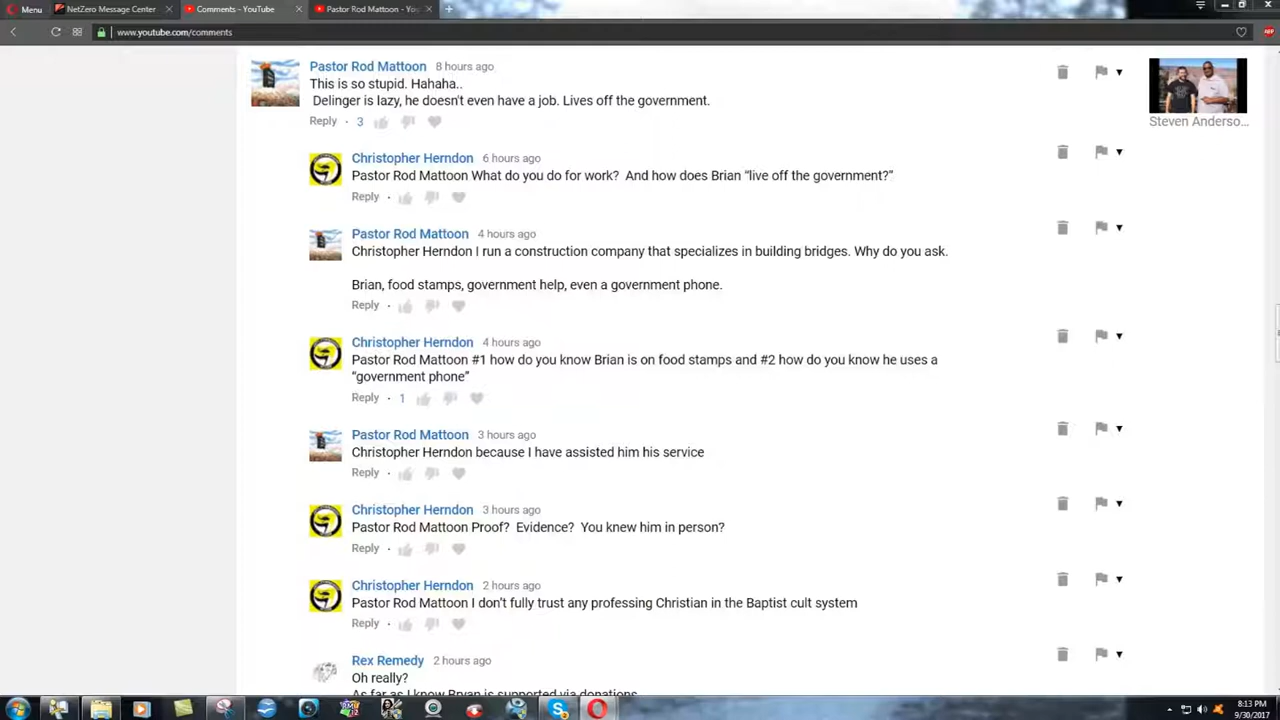 Menu
NetZero Message Center
Comments - YouTube
Pastor Rod Mattoon - Yo
www.youtube.com/comments
Pastor Rod Mattoon 8 hours ago
This is so stupid. Hahaha..
Delinger is lazy, he doesn't even have a job. Lives off the government.
Reply · 3
Steven Anderso...
Christopher Herndon 6 hours ago
Pastor Rod Mattoon What do you do for work? And how does Brian “live off the government?”
Reply ·
Pastor Rod Mattoon 4 hours ago
Christopher Herndon I run a construction company that specializes in building bridges. Why do you ask.
Brian, food stamps, government help, even a government phone.
Reply ·
Christopher Herndon 4 hours ago
Pastor Rod Mattoon #1 how do you know Brian is on food stamps and #2 how do you know he uses a
“government phone”
Reply · 1
Pastor Rod Mattoon 3 hours ago
Christopher Herndon because I have assisted him his service
Reply ·
Christopher Herndon 3 hours ago
Pastor Rod Mattoon Proof? Evidence? You knew him in person?
Reply ·
Christopher Herndon 2 hours ago
Pastor Rod Mattoon I don't fully trust any professing Christian in the Baptist cult system
Reply ·
Rex Remedy 2 hours ago
Oh really?
As far as I know Bryan is supported via donations
8:13 PM
9/30/2017